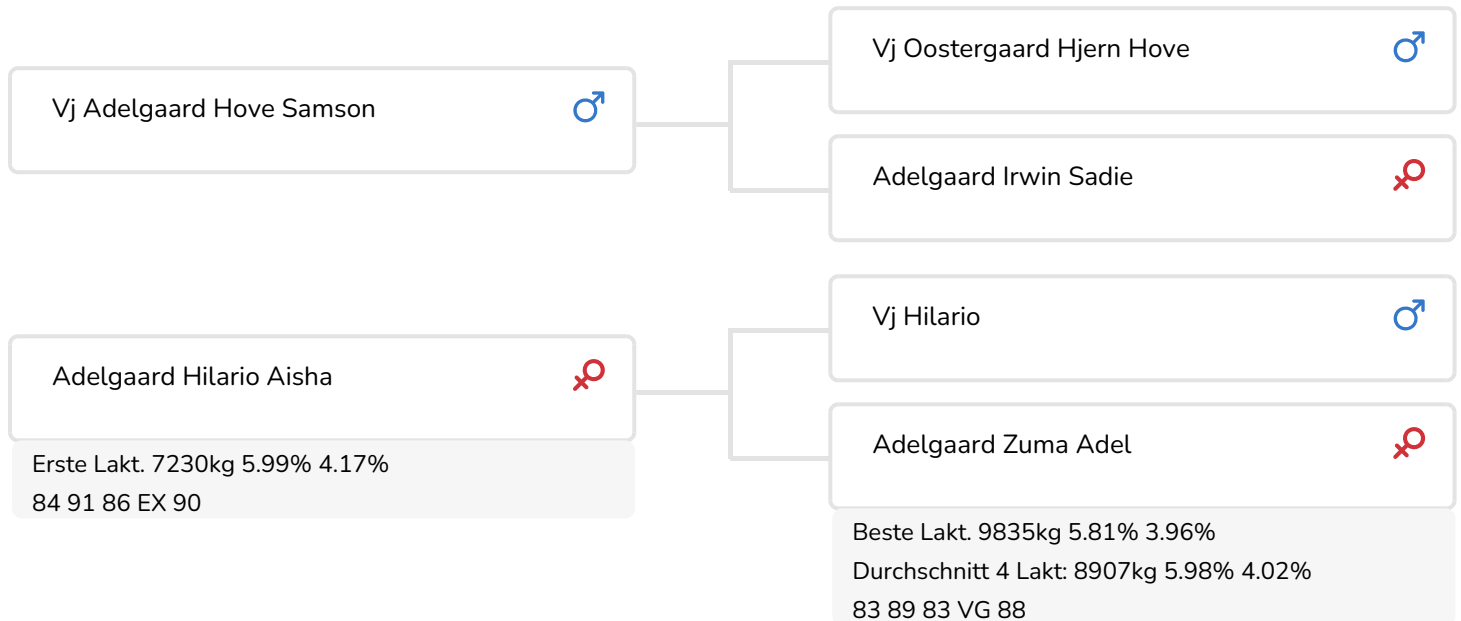 Vj Adelgaard Hove Samson
Vj Oostergaard Hjern Hove
Adelgaard Irwin Sadie
Adelgaard Hilario Aisha
Erste Lakt. 7230kg 5.99% 4.17%
84 91 86 EX 90
Vj Hilario
Adelgaard Zuma Adel
Beste Lakt. 9835kg 5.81% 3.96%
Durchschnitt 4 Lakt: 8907kg 5.98% 4.02%
83 89 83 VG 88